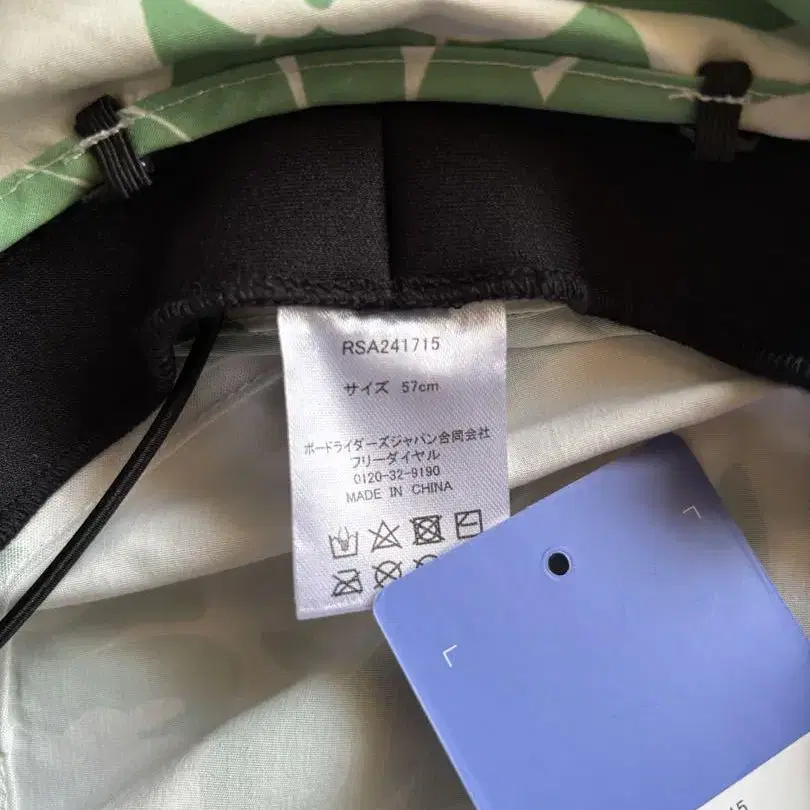 RSA241715
サイズ 57cm
ボードライダーズジャパン合同会社
フリーダイヤル
0120-32-9190
MADE IN CHINA